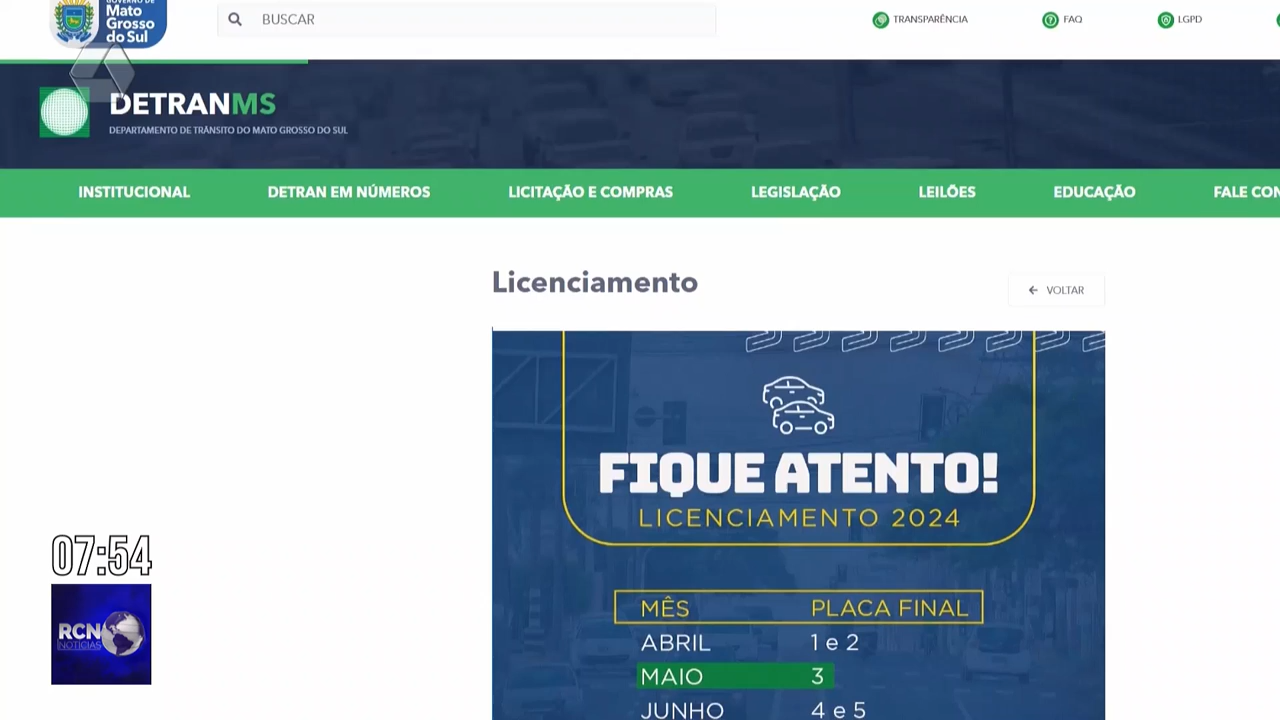 GOVERNO DE
Mato
Grosso
do Sul
BUSCAR
TRANSPARÊNCIA
FAQ
LGPD
DETRANMS
DEPARTAMENTO DE TRÂNSITO DO MATO GROSSO DO SUL
INSTITUCIONAL
DETRAN EM NÚMEROS
LICITAÇÃO E COMPRAS
LEGISLAÇÃO
LEILÕES
EDUCAÇÃO
FALE CON
Licenciamento
VOLTAR
FIQUE ATENTO!
LICENCIAMENTO 2024
MÊS PLACA FINAL
ABRIL 1 e 2
MAIO 3
JUNHO 4 e 5
07:54
RCN
NOTÍCIAS